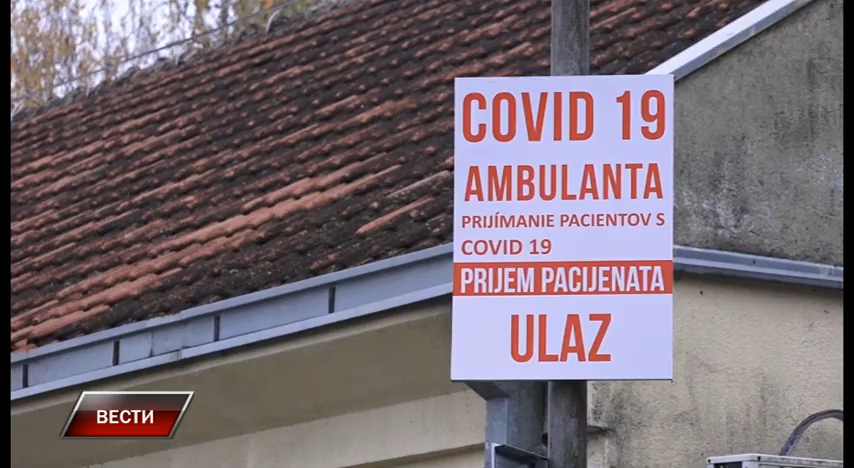 COVID 19
AMBULANTA
PRIJÍMANIE PACIENTOV S
COVID 19
PRIJEM PACIJENATA
ULAZ
ВЕСТИ